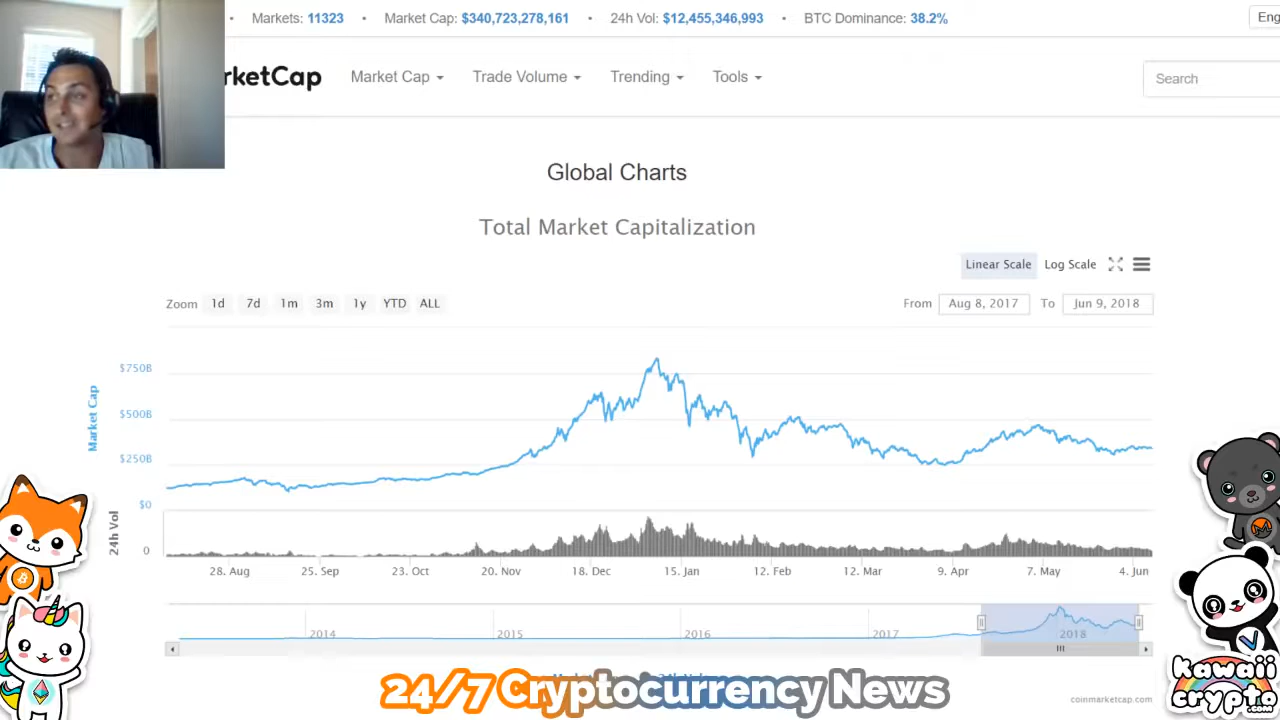 • Markets: 11323 • Market Cap: $340,723,278,161 • 24h Vol: $12,455,346,993 • BTC Dominance: 38.2%
Eng
rketCap
Market Cap Trade Volume Trending Tools
Search
Global Charts
Total Market Capitalization
Linear Scale Log Scale
Zoom 1d 7d 1m 3m 1y YTD ALL
From Aug 8, 2017 To Jun 9, 2018
$750B
$500B
$250B
$0
Market Cap
24h Vol
0
28. Aug 25. Sep 23. Oct 20. Nov 18. Dec 15. Jan 12. Feb 12. Mar 9. Apr 7. May 4. Jun
2014 2015 2016 2017 2018
24/7 Cryptocurrency News
coinmarketcap.com
kawaii
crypto
.com